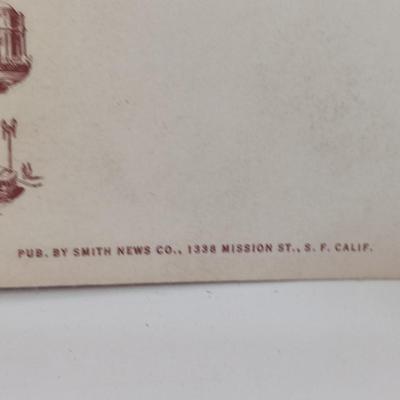 PUB. BY SMITH NEWS CO., 1338 MISSION ST., S. F. CALIF.